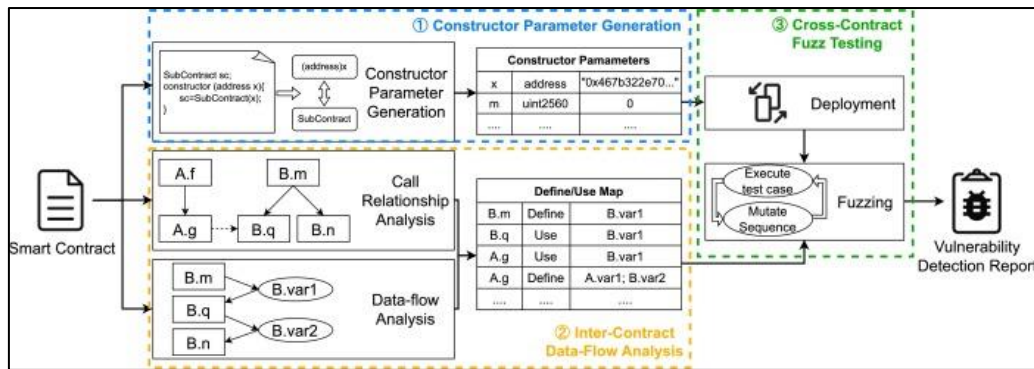 ① Constructor Parameter Generation
SubContract sc;
constructor (address x){
sc=SubContract(x);
}
(address)x
SubContract
Constructor
Parameter
Generation
Constructor Pamameters
x address "0x467b322e70..."
m uint2560 0
.... .... ....
③ Cross-Contract
Fuzz Testing
Deployment
Execute
test case
Mutate
Sequence
Fuzzing
Smart Contract
A.f
B.m
A.g
B.q
B.n
Call
Relationship
Analysis
B.m
B.q
B.n
B.var1
B.var2
Data-flow
Analysis
Define/Use Map
B.m Define B.var1
B.q Use B.var1
A.g Use B.var1
A.g Define A.var1; B.var2
.... .... ....
② Inter-Contract
Data-Flow Analysis
Vulnerability
Detection Report